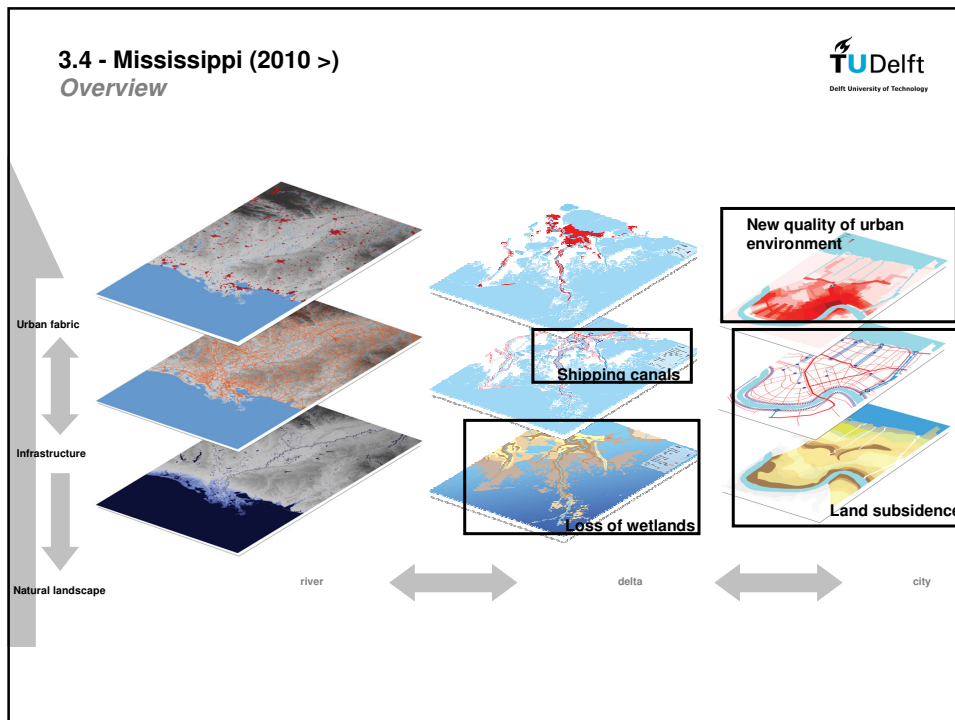 3.4 - Mississippi (2010 >)
Overview
TUDelft
Delft University of Technology
New quality of urban
environment
Urban fabric
Shipping canals
Infrastructure
Land subsidence
Loss of wetlands
river
delta
city
Natural landscape